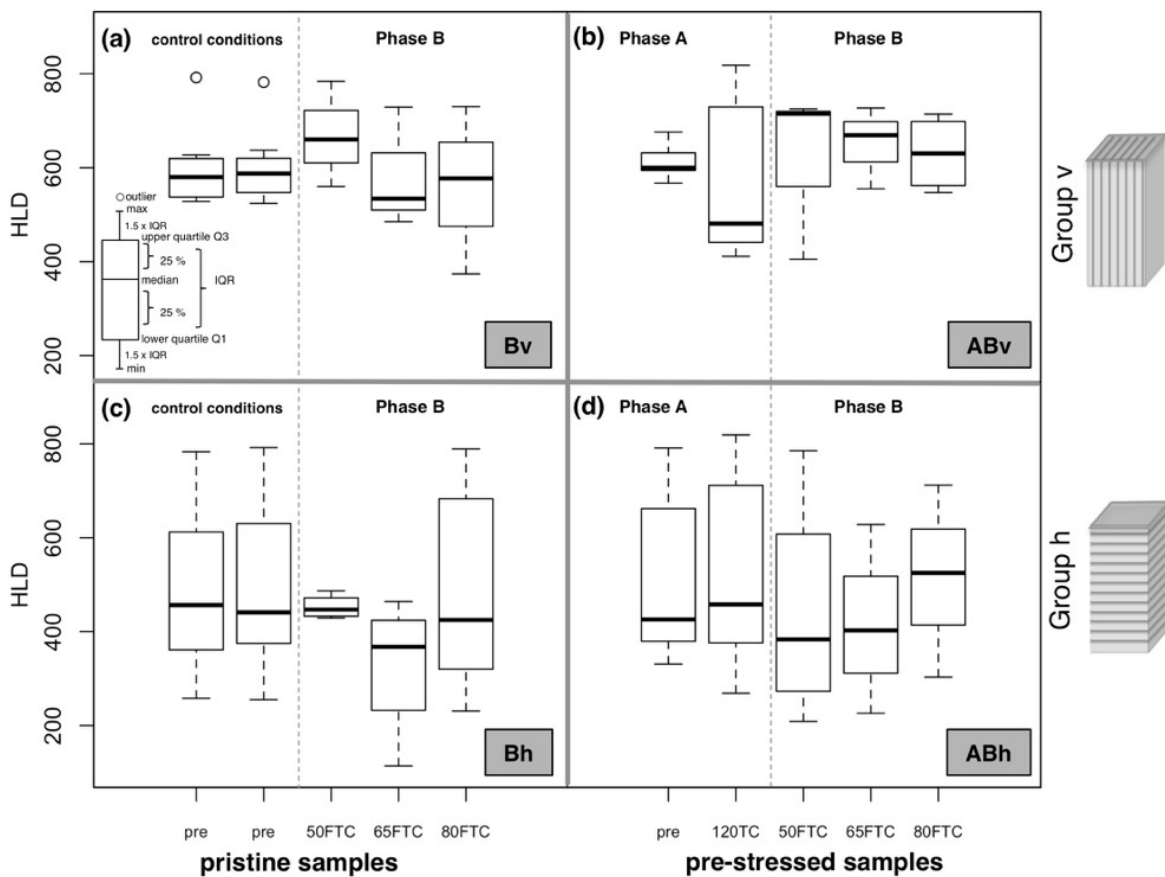 (a) control conditions Phase B
(b) Phase A Phase B
HLD
800
600
400
200
outlier
max
1.5 x IQR
upper quartile Q3
25 %
median
IQR
25 %
lower quartile Q1
1.5 x IQR
min
Bv
ABv
Group v
(c) control conditions Phase B
(d) Phase A Phase B
HLD
800
600
400
200
Bh
ABh
Group h
pre pre 50FTC 65FTC 80FTC
pre 120TC 50FTC 65FTC 80FTC
pristine samples
pre-stressed samples